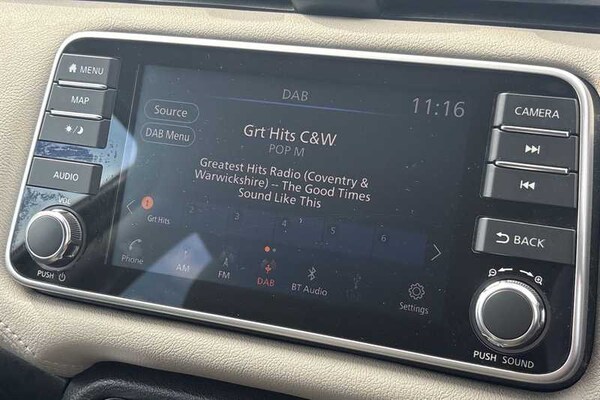 MENU
MAP
AUDIO
VOL
PUSH
DAB
11:16
Source
DAB Menu
Grt Hits C&W
POP M
Greatest Hits Radio (Coventry &
Warwickshire) -- The Good Times
Sound Like This
1 2 3 4 5 6
Grt Hits
Phone AM FM DAB BT Audio Settings
CAMERA
BACK
PUSH SOUND